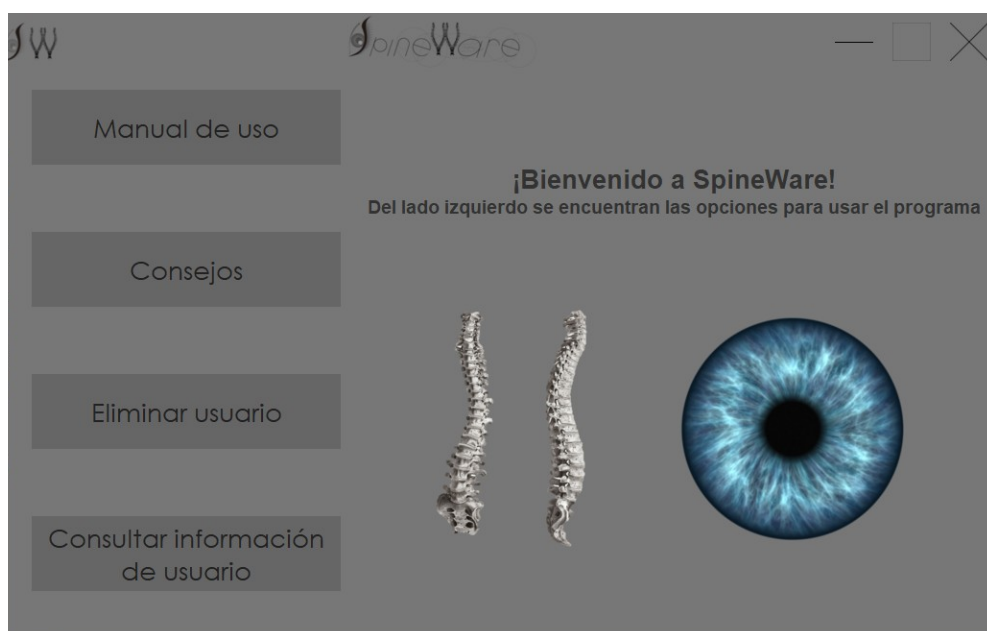 SW
SpineWare
Manual de uso
¡Bienvenido a SpineWare!
Del lado izquierdo se encuentran las opciones para usar el programa
Consejos
Eliminar usuario
Consultar información
de usuario